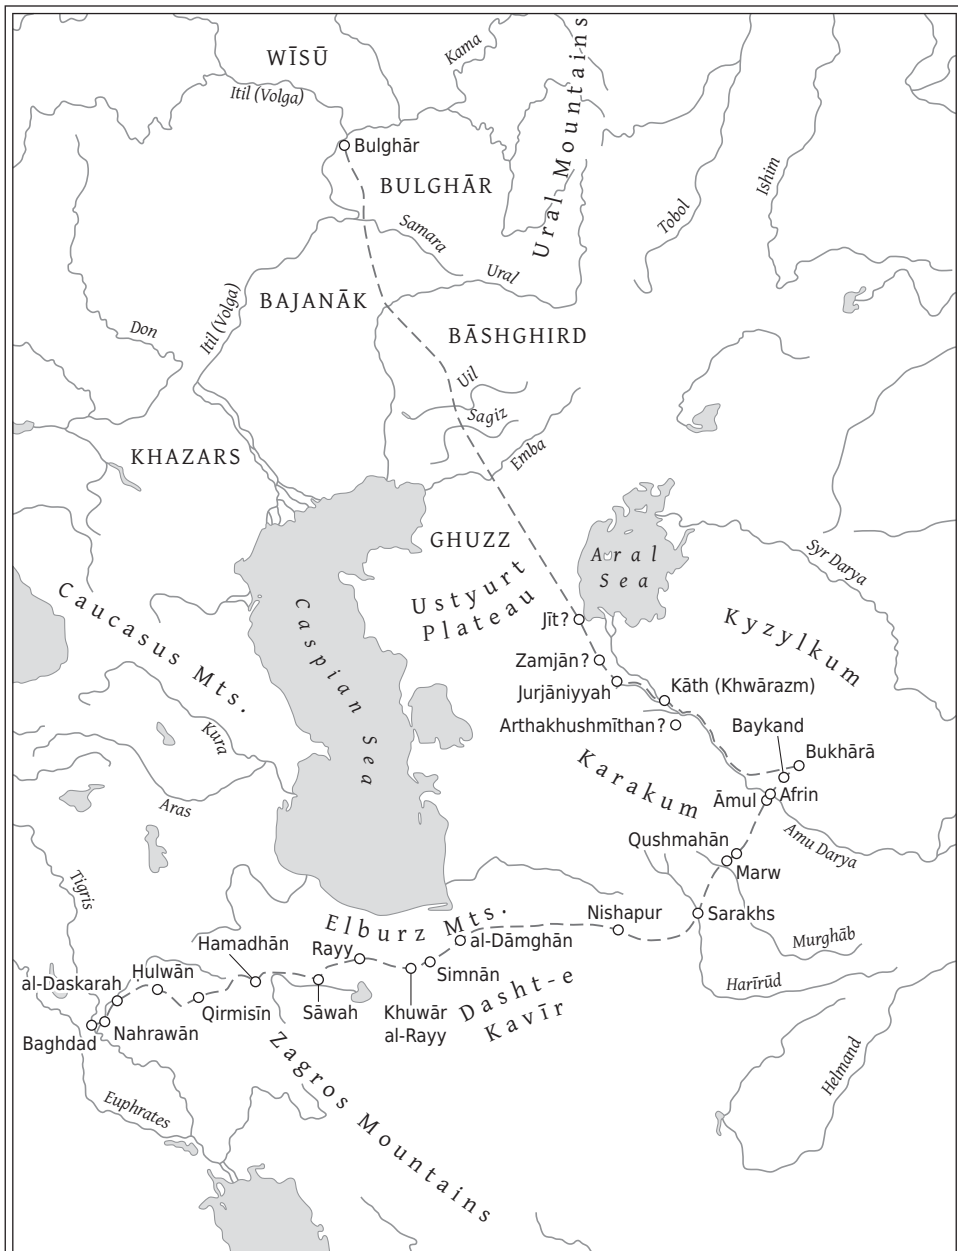 WĪSŪ
Kama
Itil (Volga)
Ural Mountains
Bulghār
BULGHĀR
Ishim
Tobol
Samara
Ural
BAJANĀK
Itil (Volga)
Don
BĀSHGHIRD
Uil
Sagiz
Emba
KHAZARS
GHUZZ
Aral
Sea
Syr Darya
Ustyurt
Plateau
Caucasus Mts.
Caspian Sea
Jīt?
Kyzylkum
Zamjān?
Jurjāniyyah
Kāth (Khwārazm)
Arthakhushmīthan?
Baykand
Bukhārā
Kura
Karakum
Afrin
Āmul
Aras
Amu Darya
Qushmahān
Marw
Tigris
Elburz Mts.
Nishapur
Sarakhs
Hamadhān
Rayy
al-Dāmghān
Murghāb
Hulwān
al-Daskarah
Simnān
Harīrūd
Qirmisīn
Sāwah
Khuwār
al-Rayy
Dasht-e
Kavīr
Nahrawān
Baghdad
Zagros Mountains
Helmand
Euphrates